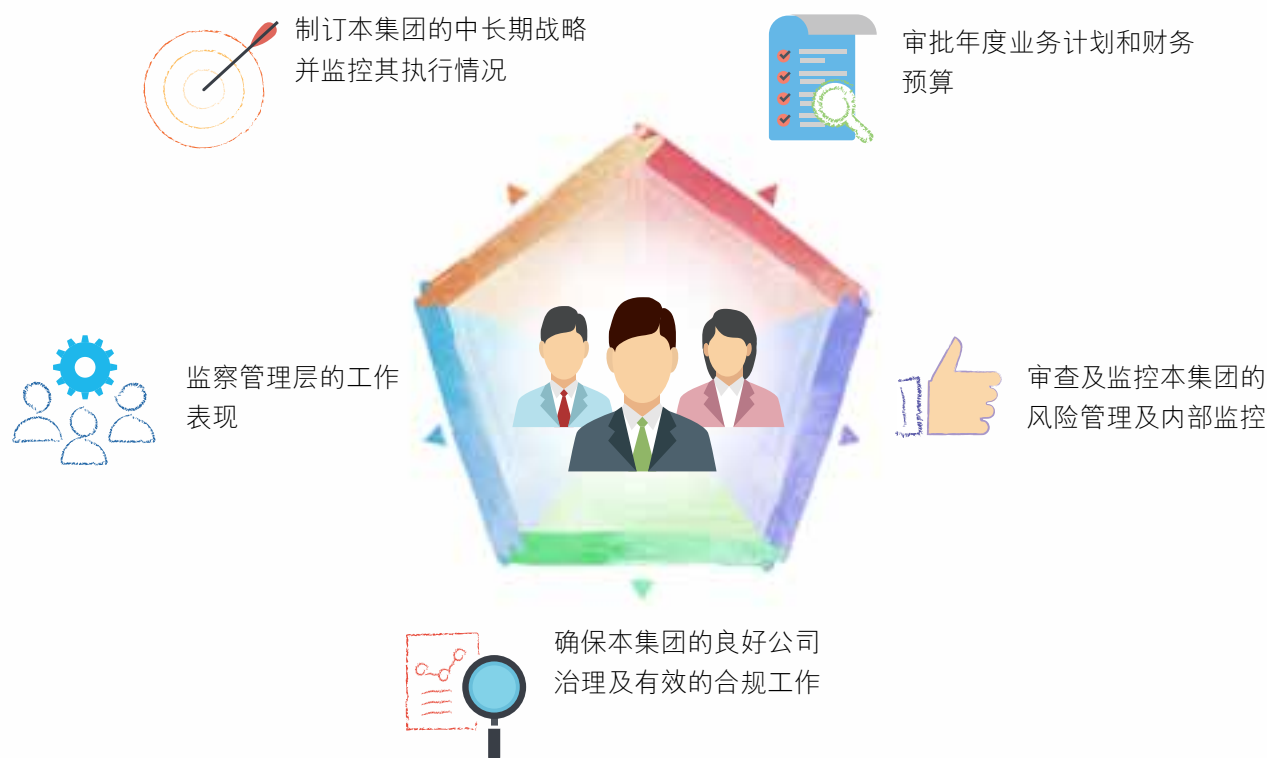 制订本集团的中长期战略
并监控其执行情况
审批年度业务计划和财务
预算
监察管理层的工作
表现
审查及监控本集团的
风险管理及内部监控
确保本集团的良好公司
治理及有效的合规工作